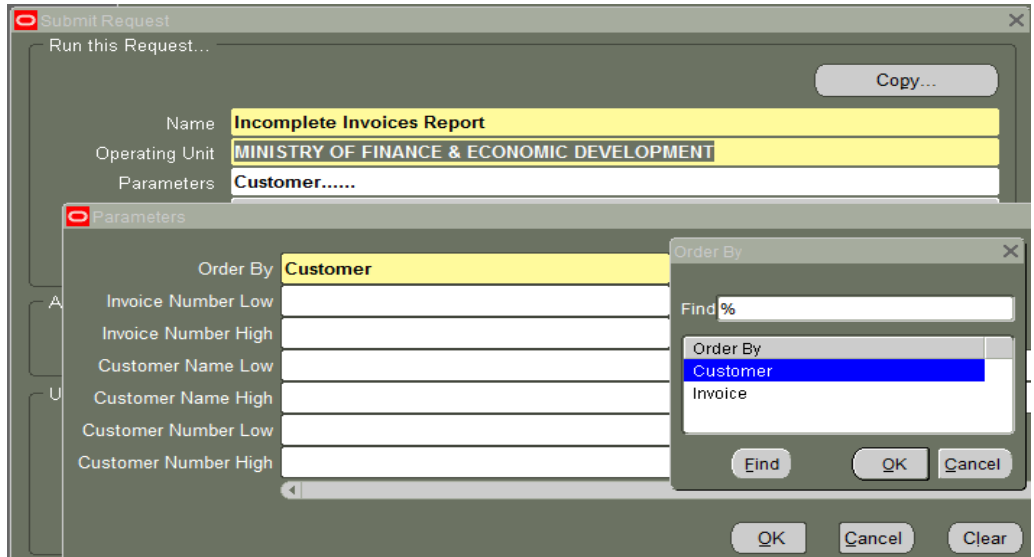 Submit Request
Run this Request...
Copy...
Name Incomplete Invoices Report
Operating Unit MINISTRY OF FINANCE & ECONOMIC DEVELOPMENT
Parameters Customer......
Parameters
Order By Customer
Invoice Number Low
Invoice Number High
Customer Name Low
Customer Name High
Customer Number Low
Customer Number High
OK Cancel Clear
Order By
Find %
Order By
Customer
Invoice
Find OK Cancel
A
U